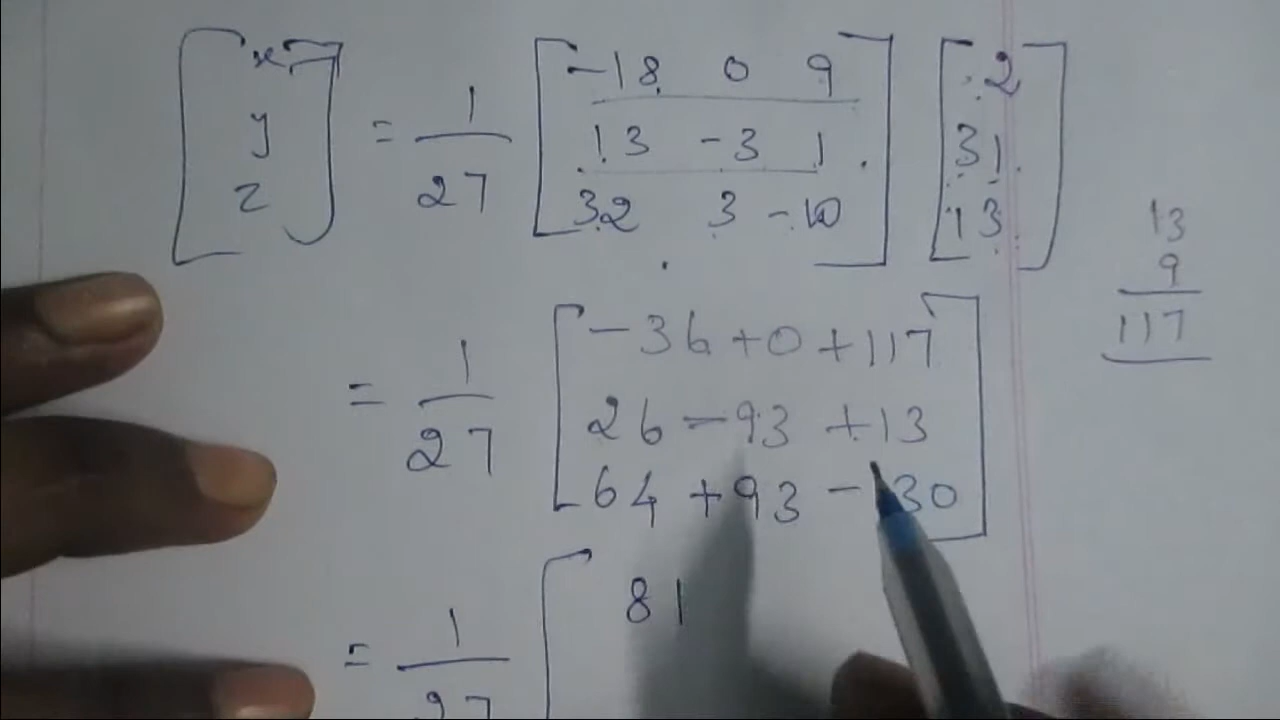 [x y z] = 1/27 [-18 0 9; 13 -3 1; 32 3 -10] [2; 31; 13]
13
9
117
= 1/27 [-36+0+117; 26-93+13; 64+93-130]
= 1/27 [81